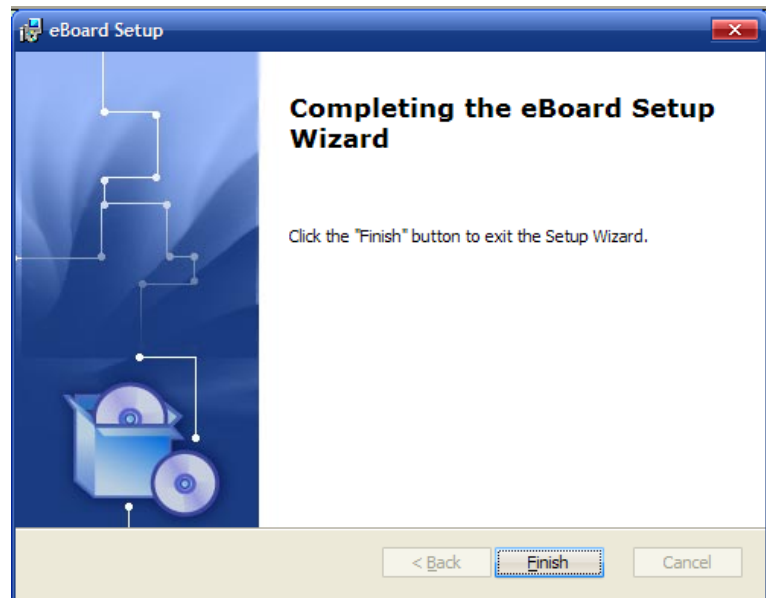 eBoard Setup
Completing the eBoard Setup
Wizard
Click the "Finish" button to exit the Setup Wizard.
< Back
Finish
Cancel